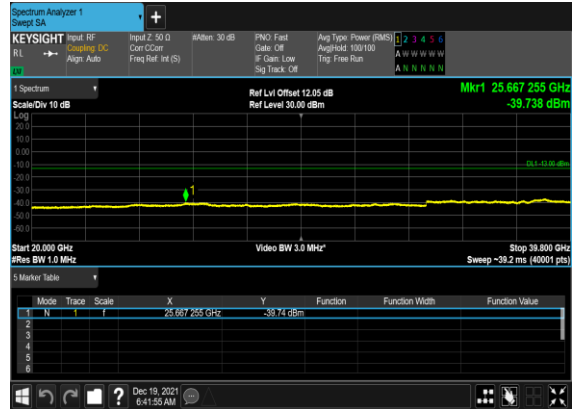 Spectrum Analyzer 1
Swept SA
+
KEYSIGHT
RL
Input: RF
Coupling: DC
Align: Auto
Input Z: 50 Ω
Corr CCorr
Freq Ref: Int (S)
#Atten: 30 dB
PNO: Fast
Gate: Off
IF Gain: Low
Sig Track: Off
Avg Type: Power (RMS)
Avg|Hold: 100/100
Trig: Free Run
1 2 3 4 5 6
A W W W W W
A N N N N N
1 Spectrum
Scale/Div 10 dB
Ref Lvl Offset 12.05 dB
Ref Level 30.00 dBm
Mkr1 25.667 255 GHz
-39.738 dBm
Log
20.0
10.0
0.00
-10.0
DL1 -13.00 dBm
-20.0
-30.0
1
-40.0
-50.0
-60.0
Start 20.000 GHz
#Res BW 1.0 MHz
Video BW 3.0 MHz*
Stop 39.800 GHz
Sweep ~39.2 ms (40001 pts)
5 Marker Table
Mode Trace Scale X Y Function Function Width Function Value
1 N 1 f 25.667 255 GHz -39.74 dBm
2
3
4
5
6
?
Dec 19, 2021
6:41:55 AM